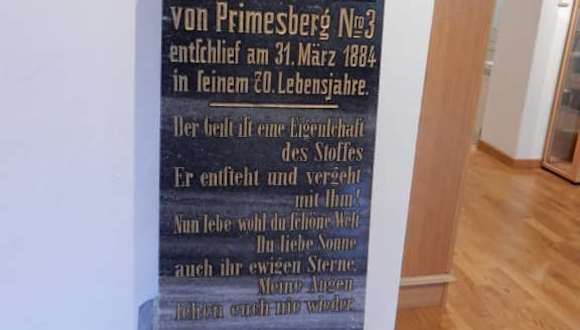 von Primesberg Nro 3
entschlief am 31. März 1884
in seinem 70. Lebensjahre.
Der Geist ist eine Eigenschaft
des Stoffes
Er entsteht und vergeht
mit Ihm!
Nun lebe wohl du schöne Welt
Du liebe Sonne
auch ihr ewigen Sterne,
Meine Augen
sehen euch nie wieder.